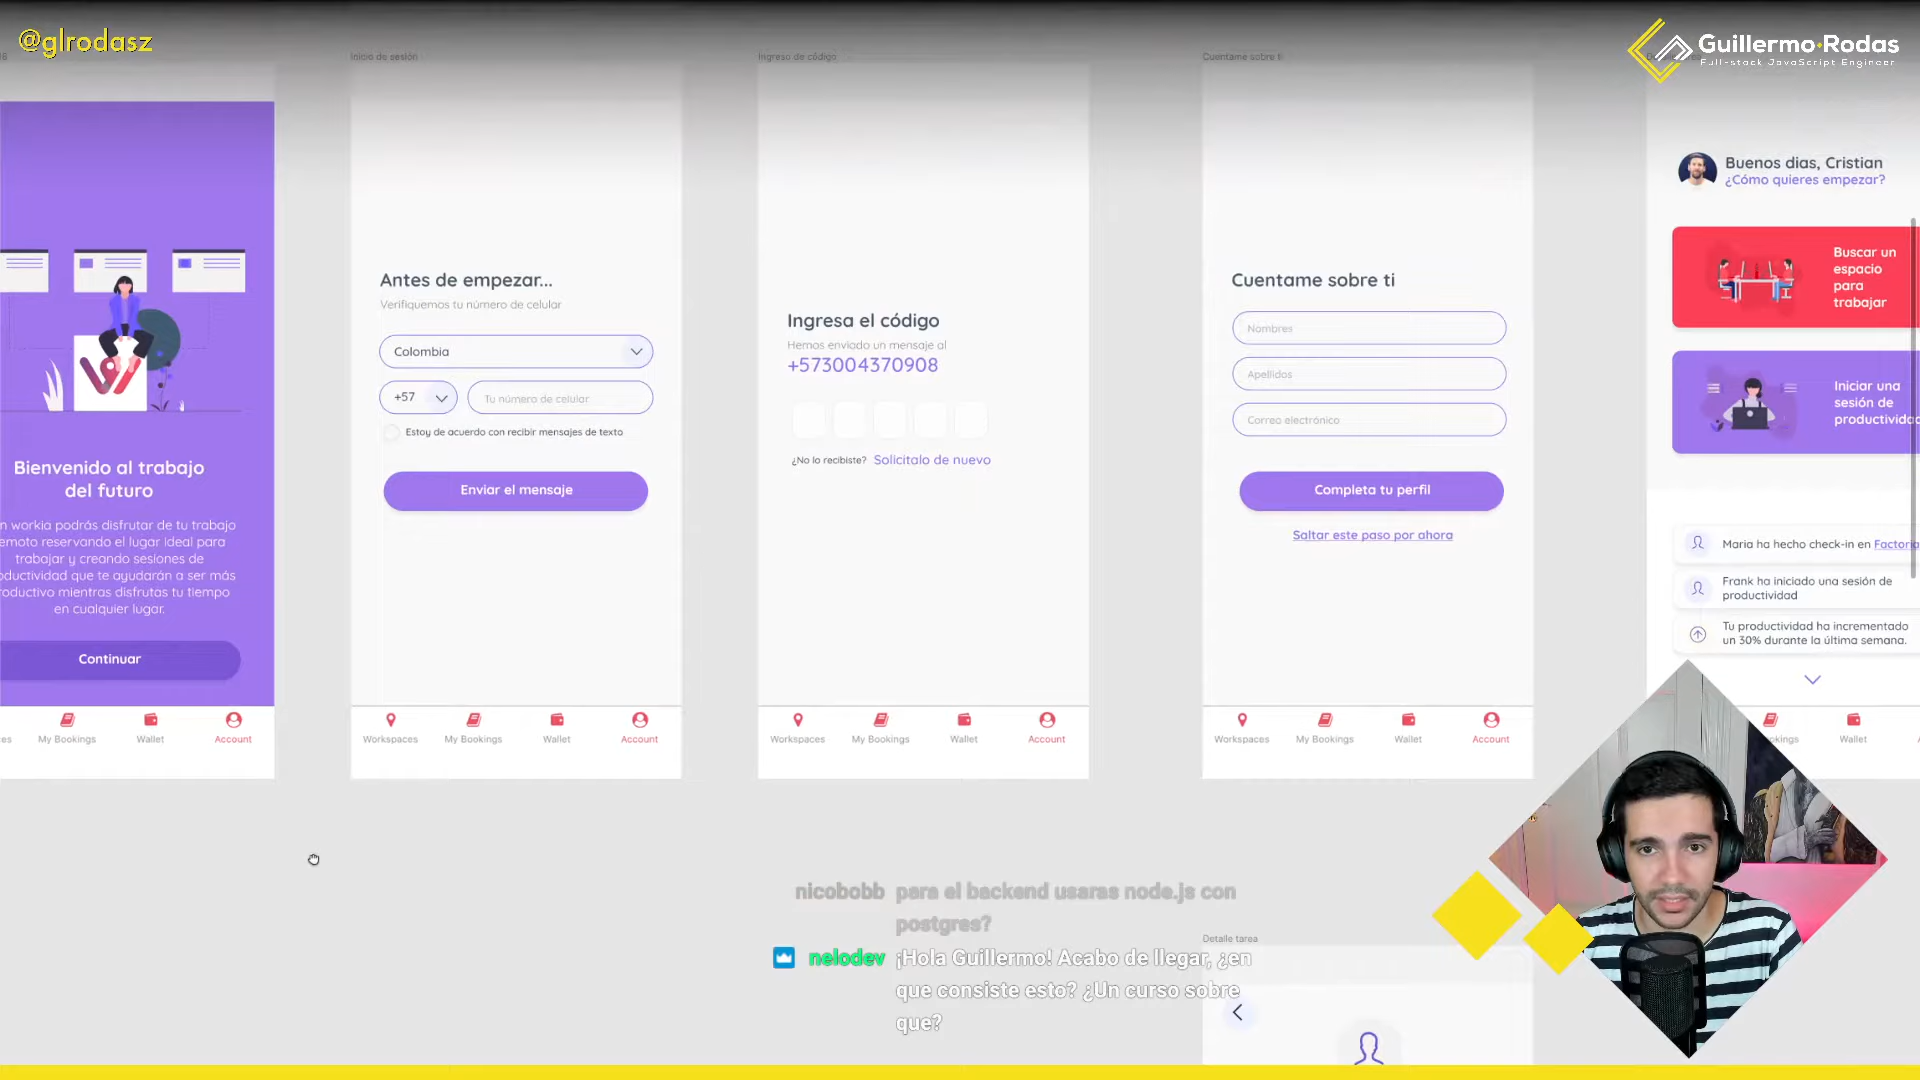 @glrodasz
Guillermo·Rodas
Full-stack JavaScript Engineer
Inicio de sesión
Ingreso de código
Cuentame sobre ti
Bienvenido al trabajo
del futuro
workia podrás disfrutar de tu trabajo
reservando el lugar ideal para
trabajar y creando sesiones de
que te ayudarán a ser más
mientras disfrutas tu tiempo
en cualquier lugar.
Continuar
My Bookings
Wallet
Account
Antes de empezar...
Verifiquemos tu número de celular
Colombia
+57
Tu número de celular
Estoy de acuerdo con recibir mensajes de texto
Enviar el mensaje
Workspaces
My Bookings
Wallet
Account
Ingresa el código
Hemos enviado un mensaje al
+573004370908
¿No lo recibiste? Solicitalo de nuevo
Workspaces
My Bookings
Wallet
Account
Cuentame sobre ti
Nombres
Apellidos
Correo electrónico
Completa tu perfil
Saltar este paso por ahora
Workspaces
My Bookings
Wallet
Account
Buenos dias, Cristian
¿Cómo quieres empezar?
Buscar un
espacio
para
trabajar
Iniciar una
sesión de
productividad
Maria ha hecho check-in en Factoria
Frank ha iniciado una sesión de
productividad
Tu productividad ha incrementado
un 30% durante la última semana.
Wallet
nicobobb para el backend usaras node.js con
postgres?
nelodev ¡Hola Guillermo! Acabo de llegar, ¿en
que consiste esto? ¿Un curso sobre
que?
Detalle tarea